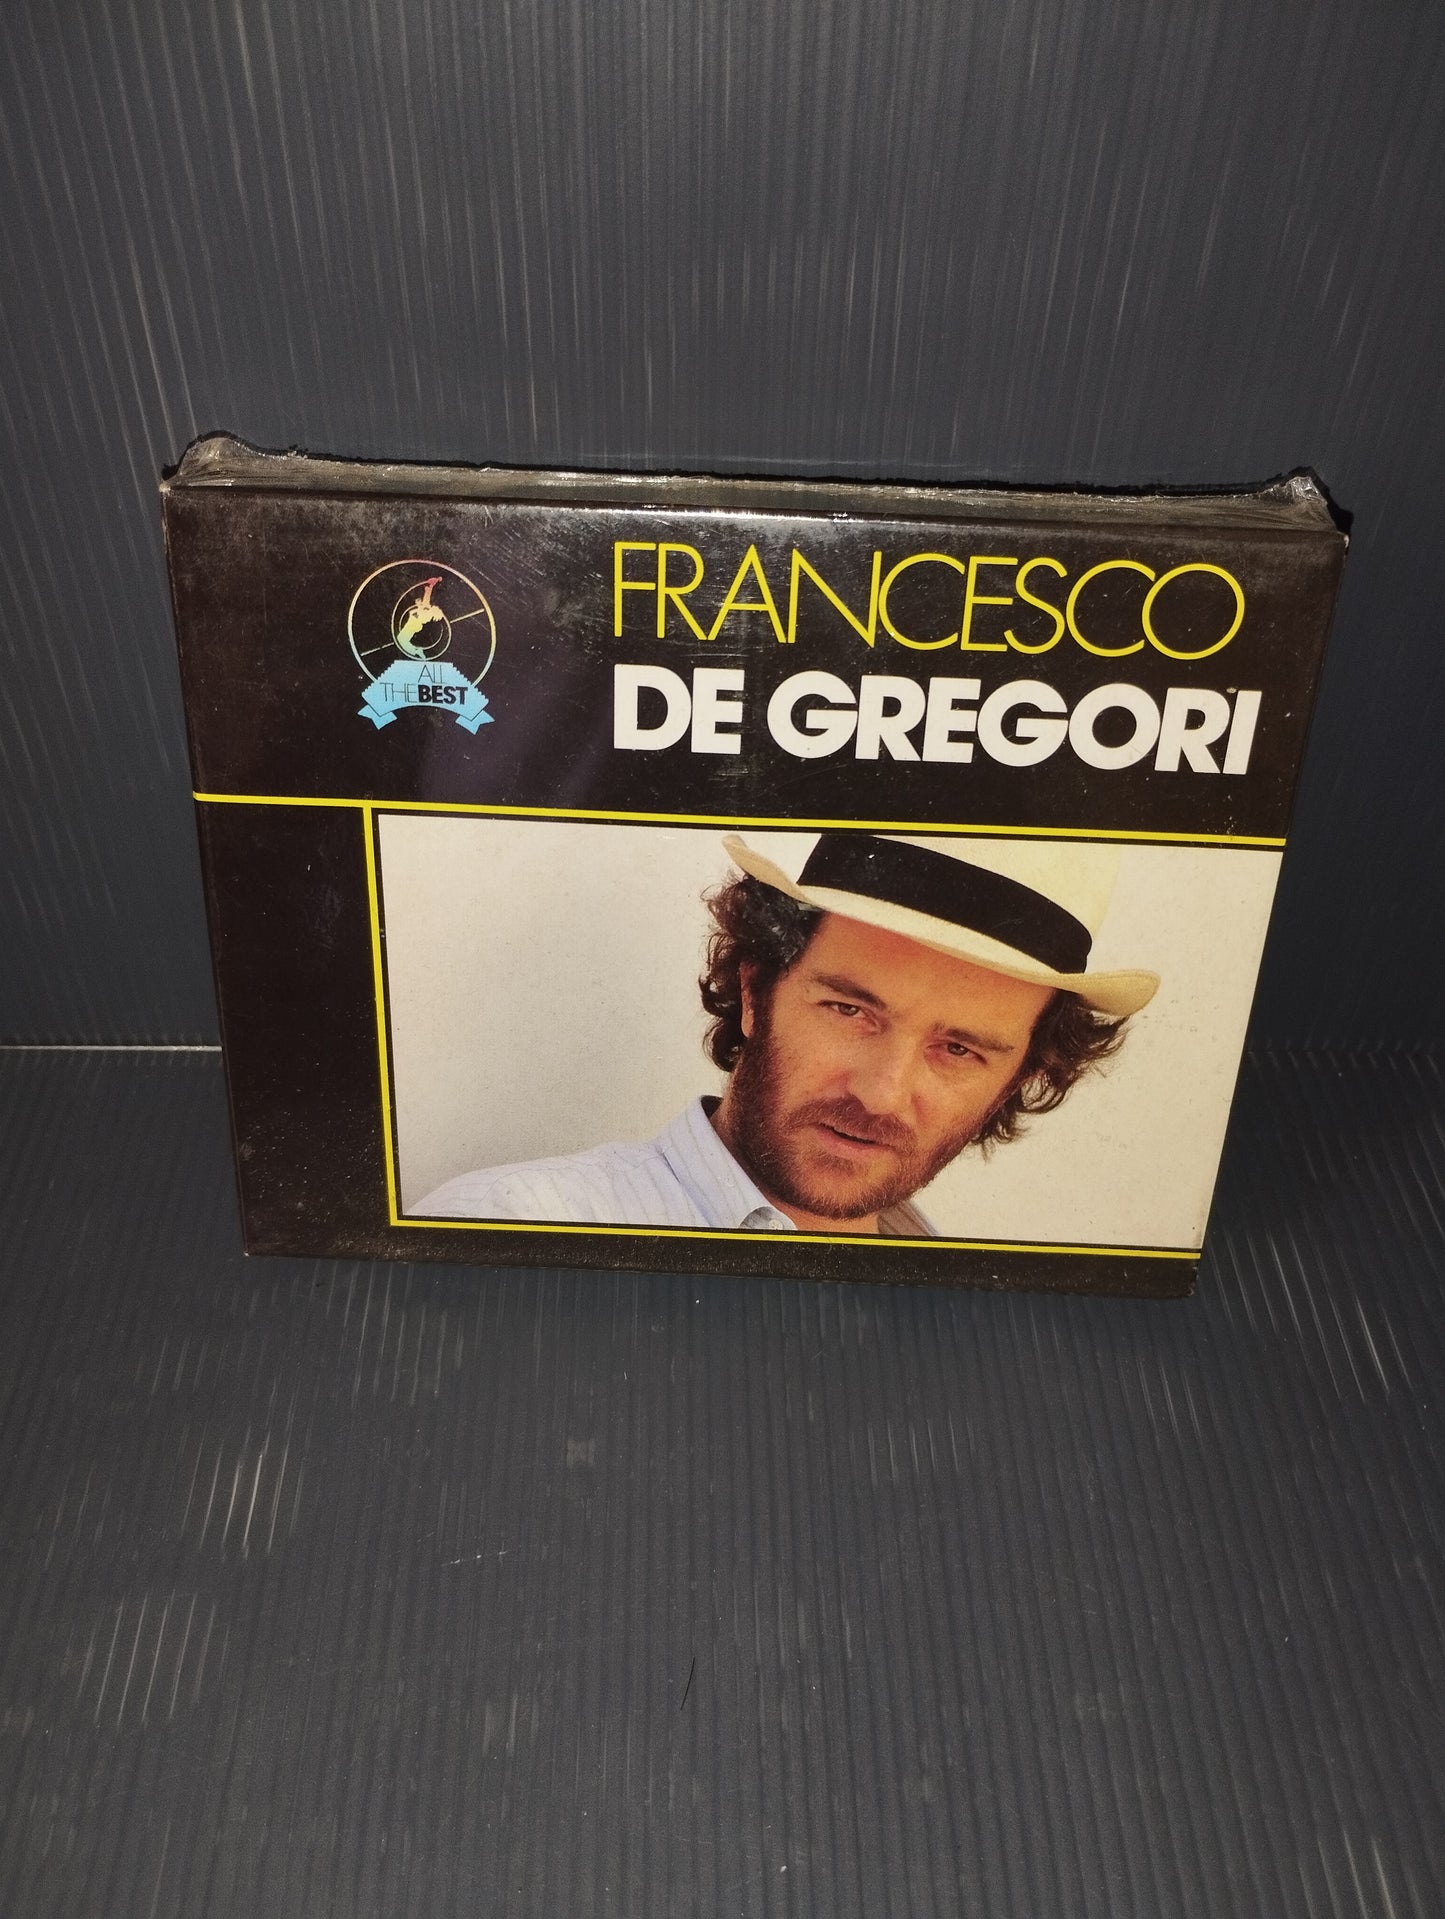 FRANCESCO
DE GREGORI
ALL
THE BEST